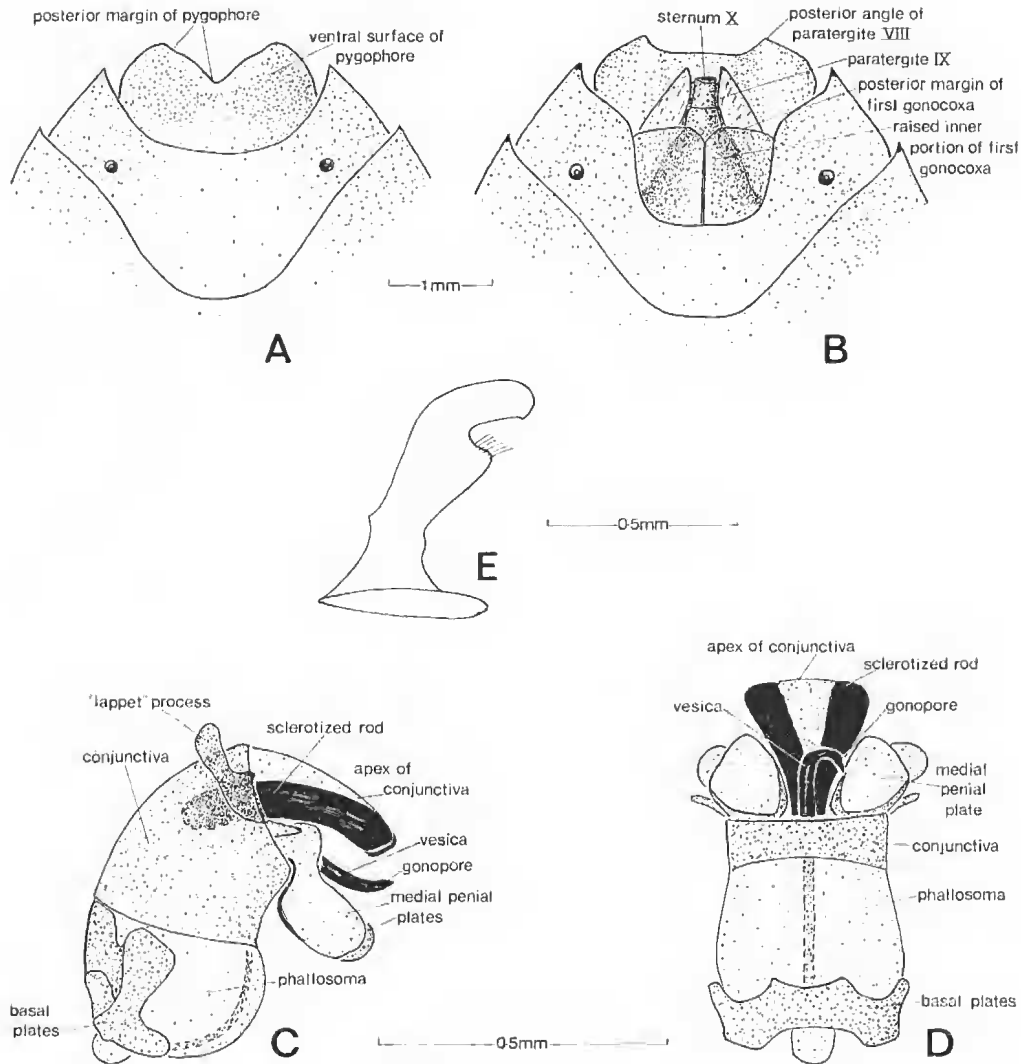 posterior margin of pygophore
ventral surface of
pygophore
A
1mm
sternum X
posterior angle of
paratergite VIII
paratergite IX
posterior margin of
first gonocoxa
raised inner
portion of first
gonocoxa
B
E
0·5mm
"lappet" process
conjunctiva
sclerotized rod
apex of
conjunctiva
vesica
gonopore
medial penial
plates
phallosoma
basal
plates
C
0·5mm
apex of conjunctiva
sclerotized rod
vesica
gonopore
medial
penial
plate
conjunctiva
phallosoma
basal plates
D